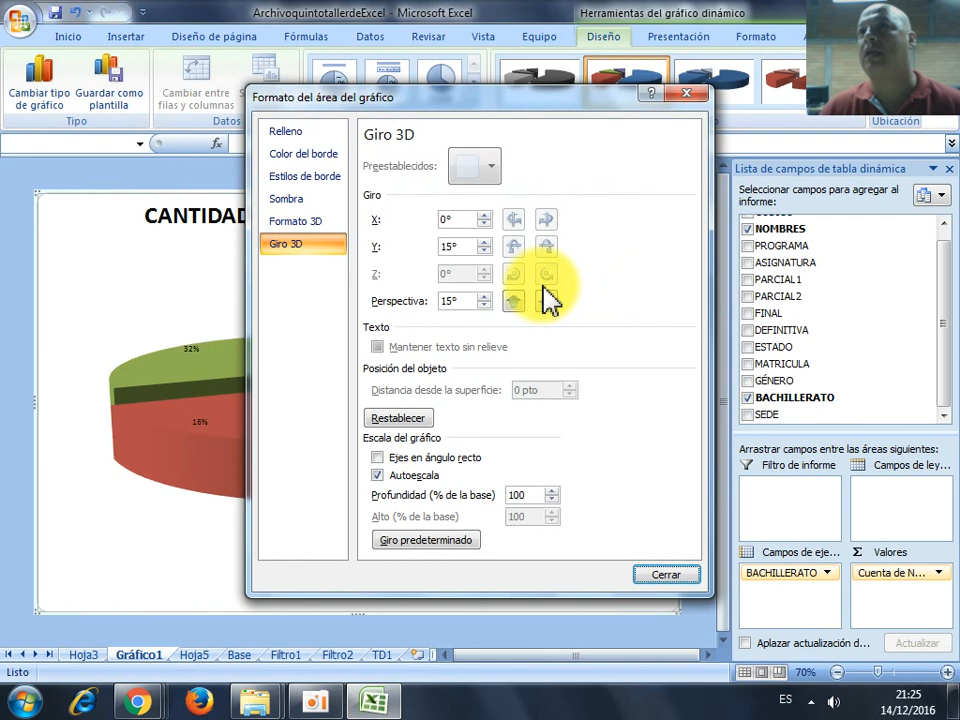 Archivoquintotallerde Excel - Microsoft Excel
Herramientas del gráfico dinámico
Inicio
Insertar
Diseño de página
Fórmulas
Datos
Revisar
Vista
Equipo
Diseño
Presentación
Formato
Cambiar tipo de gráfico
Guardar como plantilla
Cambiar entre filas y columnas
Tipo
Datos
Ubicación
fx
Formato del área del gráfico
Relleno
Color del borde
Estilos de borde
Sombra
Formato 3D
Giro 3D
Giro 3D
Preestablecidos:
Giro
X: 0°
Y: 15°
Z: 0°
Perspectiva: 15°
Texto
Mantener texto sin relieve
Posición del objeto
Distancia desde la superficie: 0 pto
Restablecer
Escala del gráfico
Ejes en ángulo recto
Autoescala
Profundidad (% de la base) 100
Alto (% de la base) 100
Giro predeterminado
Cerrar
CANTIDAD
32%
16%
Lista de campos de tabla dinámica
Seleccionar campos para agregar al informe:
NOMBRES
PROGRAMA
ASIGNATURA
PARCIAL1
PARCIAL2
FINAL
DEFINITIVA
ESTADO
MATRICULA
GÉNERO
BACHILLERATO
SEDE
Arrastrar campos entre las áreas siguientes:
Filtro de informe
Campos de ley...
Campos de eje...
Σ Valores
BACHILLERATO
Cuenta de N...
Aplazar actualización d...
Actualizar
Hoja3
Gráfico1
Hoja5
Base
Filtro1
Filtro2
TD1
Listo
70%
ES
21:25
14/12/2016